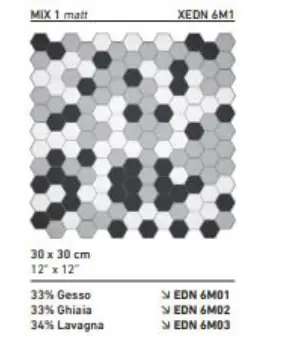 MIX 1 matt XEDN 6M1
30 x 30 cm
12" x 12"
33% Gesso ↘ EDN 6M01
33% Ghiaia ↘ EDN 6M02
34% Lavagna ↘ EDN 6M03